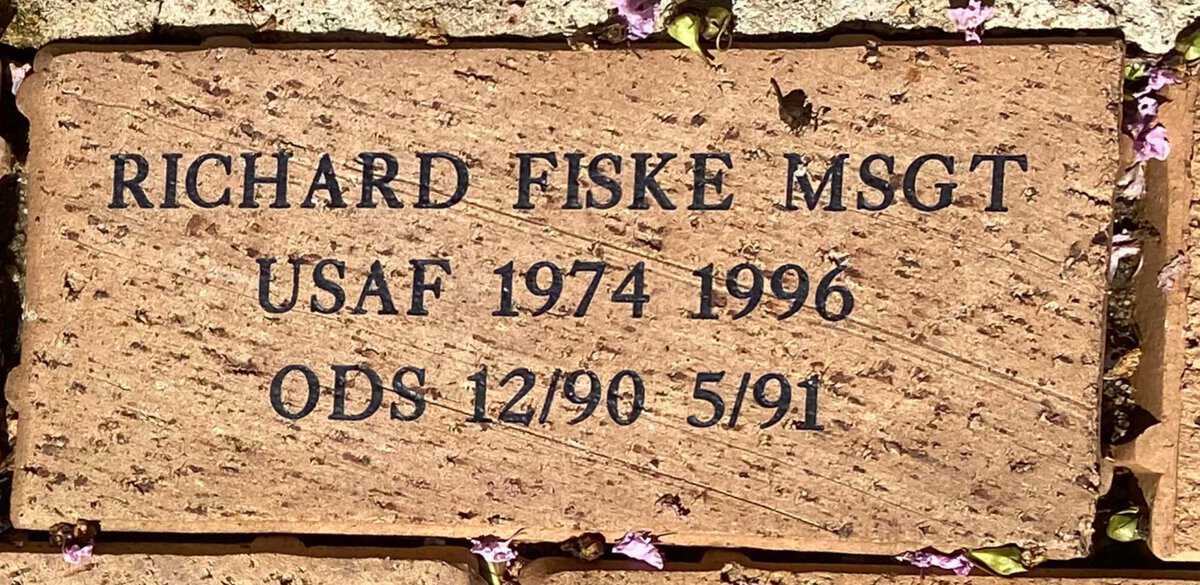 RICHARD FISKE MSGT
USAF 1974 1996
ODS 12/90 5/91